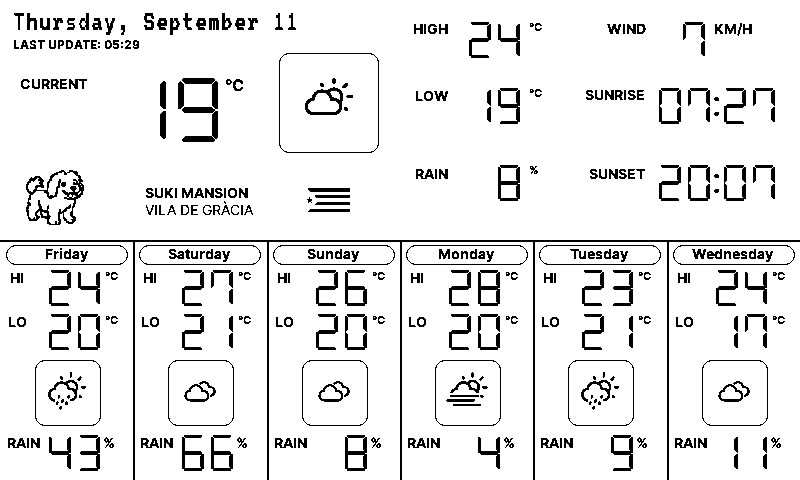 Thursday, September 11
LAST UPDATE: 05:29
CURRENT 19 °C
SUKI MANSION
VILA DE GRÀCIA
HIGH 24 °C
LOW 19 °C
RAIN 8 %
WIND 7 KM/H
SUNRISE 07:27
SUNSET 20:07
Friday
HI 24 °C
LO 20 °C
RAIN 43 %
Saturday
HI 27 °C
LO 21 °C
RAIN 66 %
Sunday
HI 26 °C
LO 20 °C
RAIN 8 %
Monday
HI 28 °C
LO 20 °C
RAIN 4 %
Tuesday
HI 23 °C
LO 21 °C
RAIN 9 %
Wednesday
HI 24 °C
LO 17 °C
RAIN 11 %